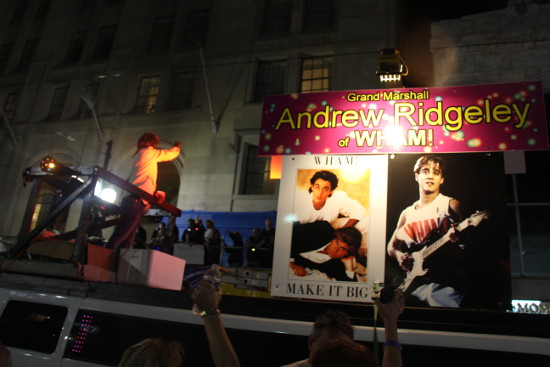 Grand Marshall
Andrew Ridgeley
of WHAM!
WHAM!
MAKE IT BIG